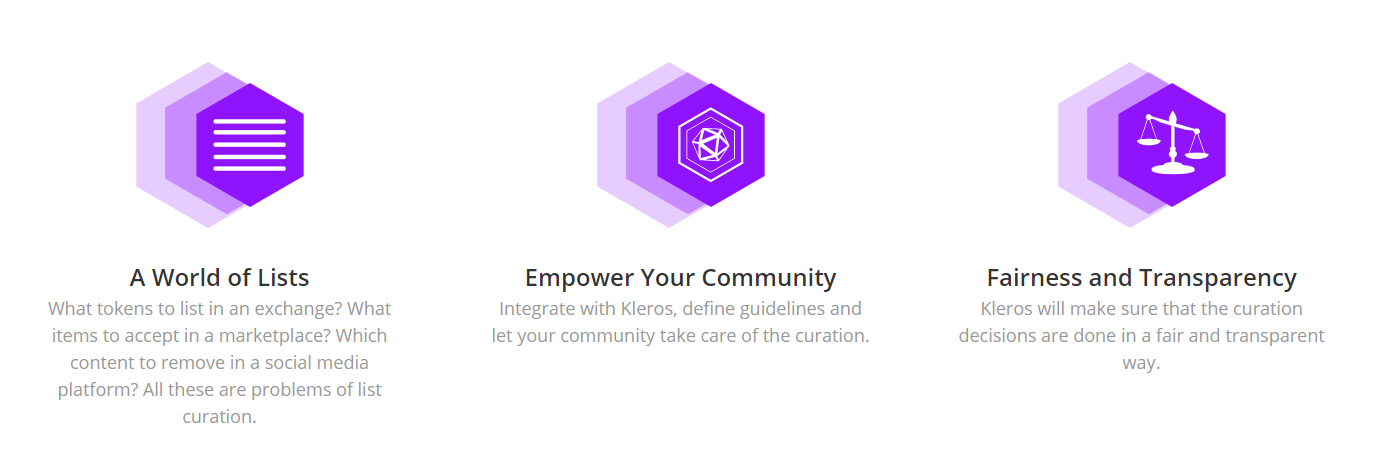 A World of Lists
What tokens to list in an exchange? What
items to accept in a marketplace? Which
content to remove in a social media
platform? All these are problems of list
curation.
Empower Your Community
Integrate with Kleros, define guidelines and
let your community take care of the curation.
Fairness and Transparency
Kleros will make sure that the curation
decisions are done in a fair and transparent
way.